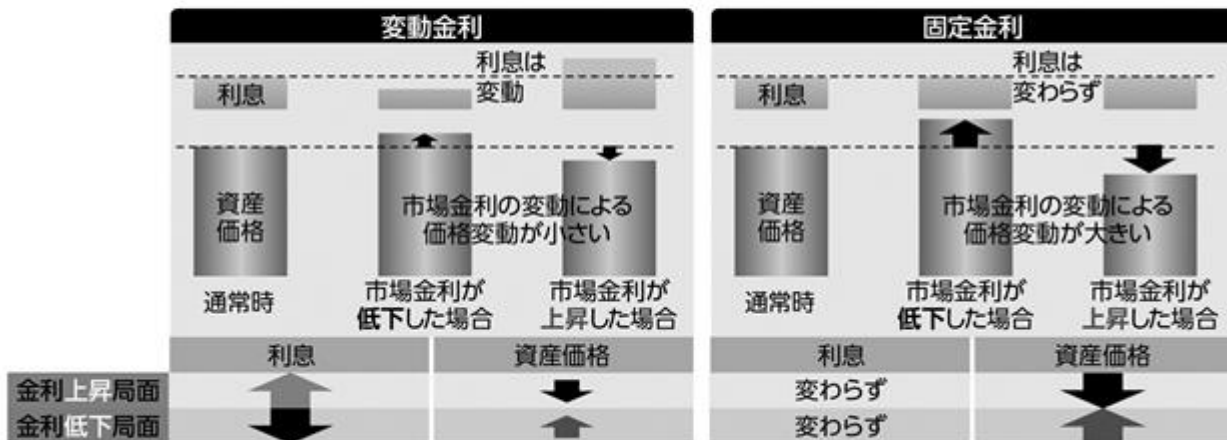 変動金利
利息は
変動
利息
資産
価格
市場金利の変動による
価格変動が小さい
通常時
市場金利が
低下した場合
市場金利が
上昇した場合
固定金利
利息は
変わらず
利息
資産
価格
市場金利の変動による
価格変動が大きい
通常時
市場金利が
低下した場合
市場金利が
上昇した場合
利息 資産価格 利息 資産価格
金利上昇局面 変わらず
金利低下局面 変わらず